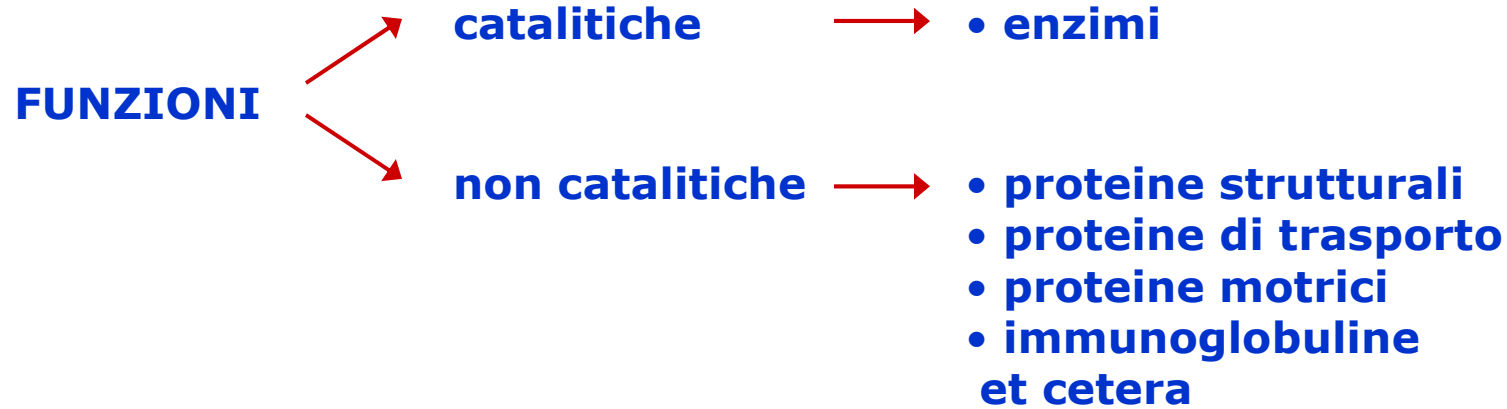 catalitiche • enzimi
FUNZIONI
non catalitiche • proteine strutturali
• proteine di trasporto
• proteine motrici
• immunoglobuline
et cetera